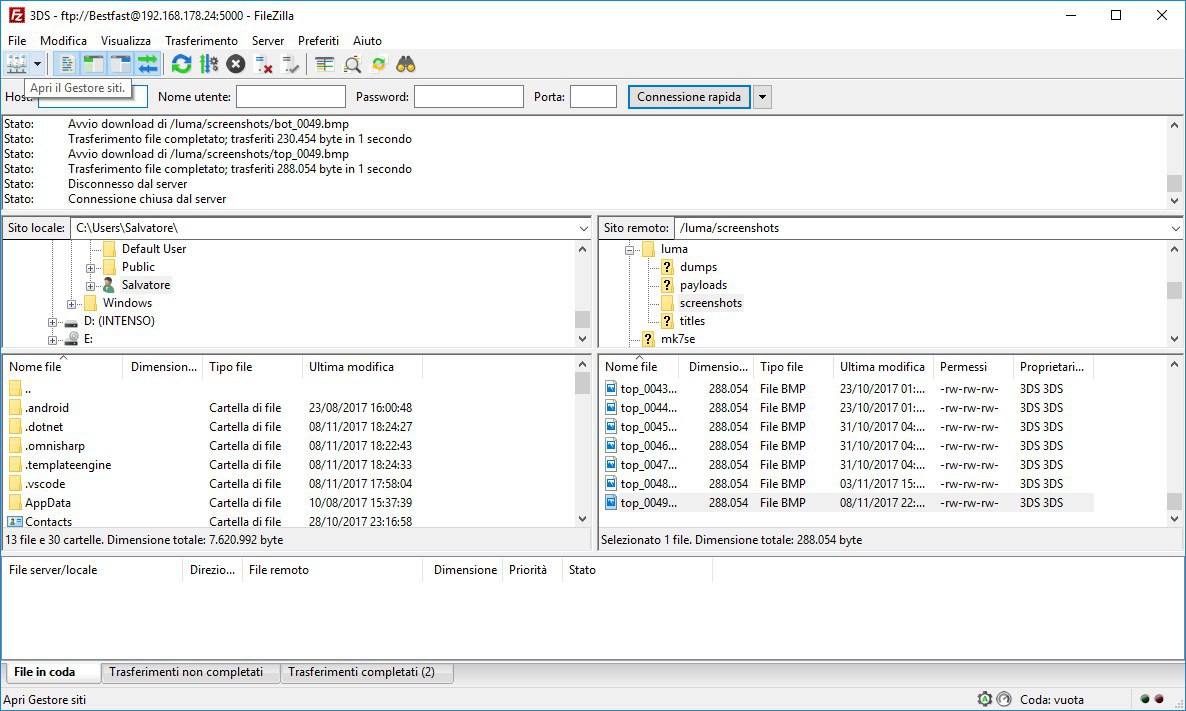 3DS - ftp://Bestfast@192.168.178.24:5000 - FileZilla
File Modifica Visualizza Trasferimento Server Preferiti Aiuto
Apri il Gestore siti.
Host: Nome utente: Password: Porta: Connessione rapida
Stato: Avvio download di /luma/screenshots/bot_0049.bmp
Stato: Trasferimento file completato; trasferiti 230.454 byte in 1 secondo
Stato: Avvio download di /luma/screenshots/top_0049.bmp
Stato: Trasferimento file completato; trasferiti 288.054 byte in 1 secondo
Stato: Disconnesso dal server
Stato: Connessione chiusa dal server
Sito locale: C:\Users\Salvatore\
Default User
Public
Salvatore
Windows
D: (INTENSO)
E:
Sito remoto: /luma/screenshots
luma
dumps
payloads
screenshots
titles
mk7se
Nome file Dimension... Tipo file Ultima modifica
..
.android Cartella di file 23/08/2017 16:00:48
.dotnet Cartella di file 08/11/2017 18:24:27
.omnisharp Cartella di file 08/11/2017 18:22:43
.templateengine Cartella di file 08/11/2017 18:24:33
.vscode Cartella di file 08/11/2017 17:58:04
AppData Cartella di file 10/08/2017 15:37:39
Contacts Cartella di file 28/10/2017 23:16:58
13 file e 30 cartelle. Dimensione totale: 7.620.992 byte
Nome file Dimensio... Tipo file Ultima modifica Permessi Proprietari...
top_0043... 288.054 File BMP 23/10/2017 01:... -rw-rw-rw- 3DS 3DS
top_0044... 288.054 File BMP 23/10/2017 01:... -rw-rw-rw- 3DS 3DS
top_0045... 288.054 File BMP 31/10/2017 04:... -rw-rw-rw- 3DS 3DS
top_0046... 288.054 File BMP 31/10/2017 04:... -rw-rw-rw- 3DS 3DS
top_0047... 288.054 File BMP 31/10/2017 04:... -rw-rw-rw- 3DS 3DS
top_0048... 288.054 File BMP 03/11/2017 15:... -rw-rw-rw- 3DS 3DS
top_0049... 288.054 File BMP 08/11/2017 22:... -rw-rw-rw- 3DS 3DS
Selezionato 1 file. Dimensione totale: 288.054 byte
File server/locale Direzio... File remoto Dimensione Priorità Stato
File in coda Trasferimenti non completati Trasferimenti completati (2)
Apri Gestore siti Coda: vuota